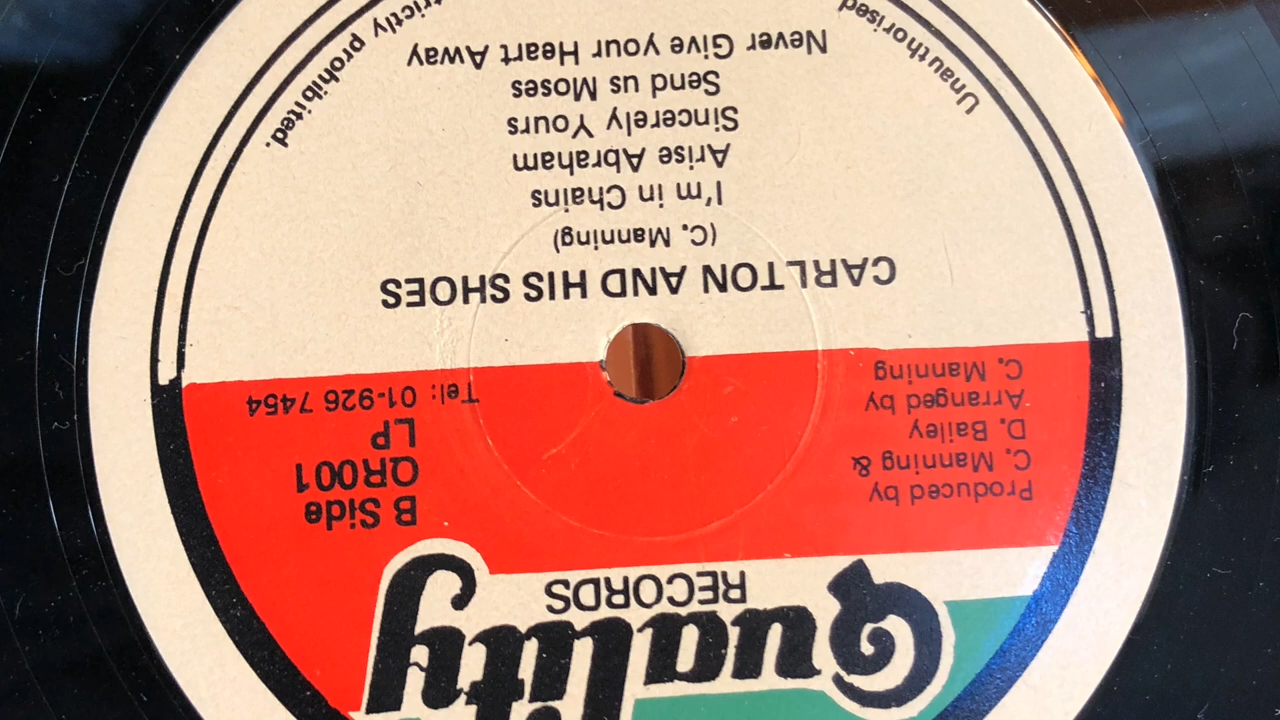 Quality
RECORDS
Produced by
C. Manning &
D. Bailey
Arranged by
C. Manning
B Side
QR001
LP
Tel: 01-926 7454
CARLTON AND HIS SHOES
(C. Manning)
I'm in Chains
Arise Abraham
Sincerely Yours
Send us Moses
Never Give your Heart Away
Unauthorised
prohibited.